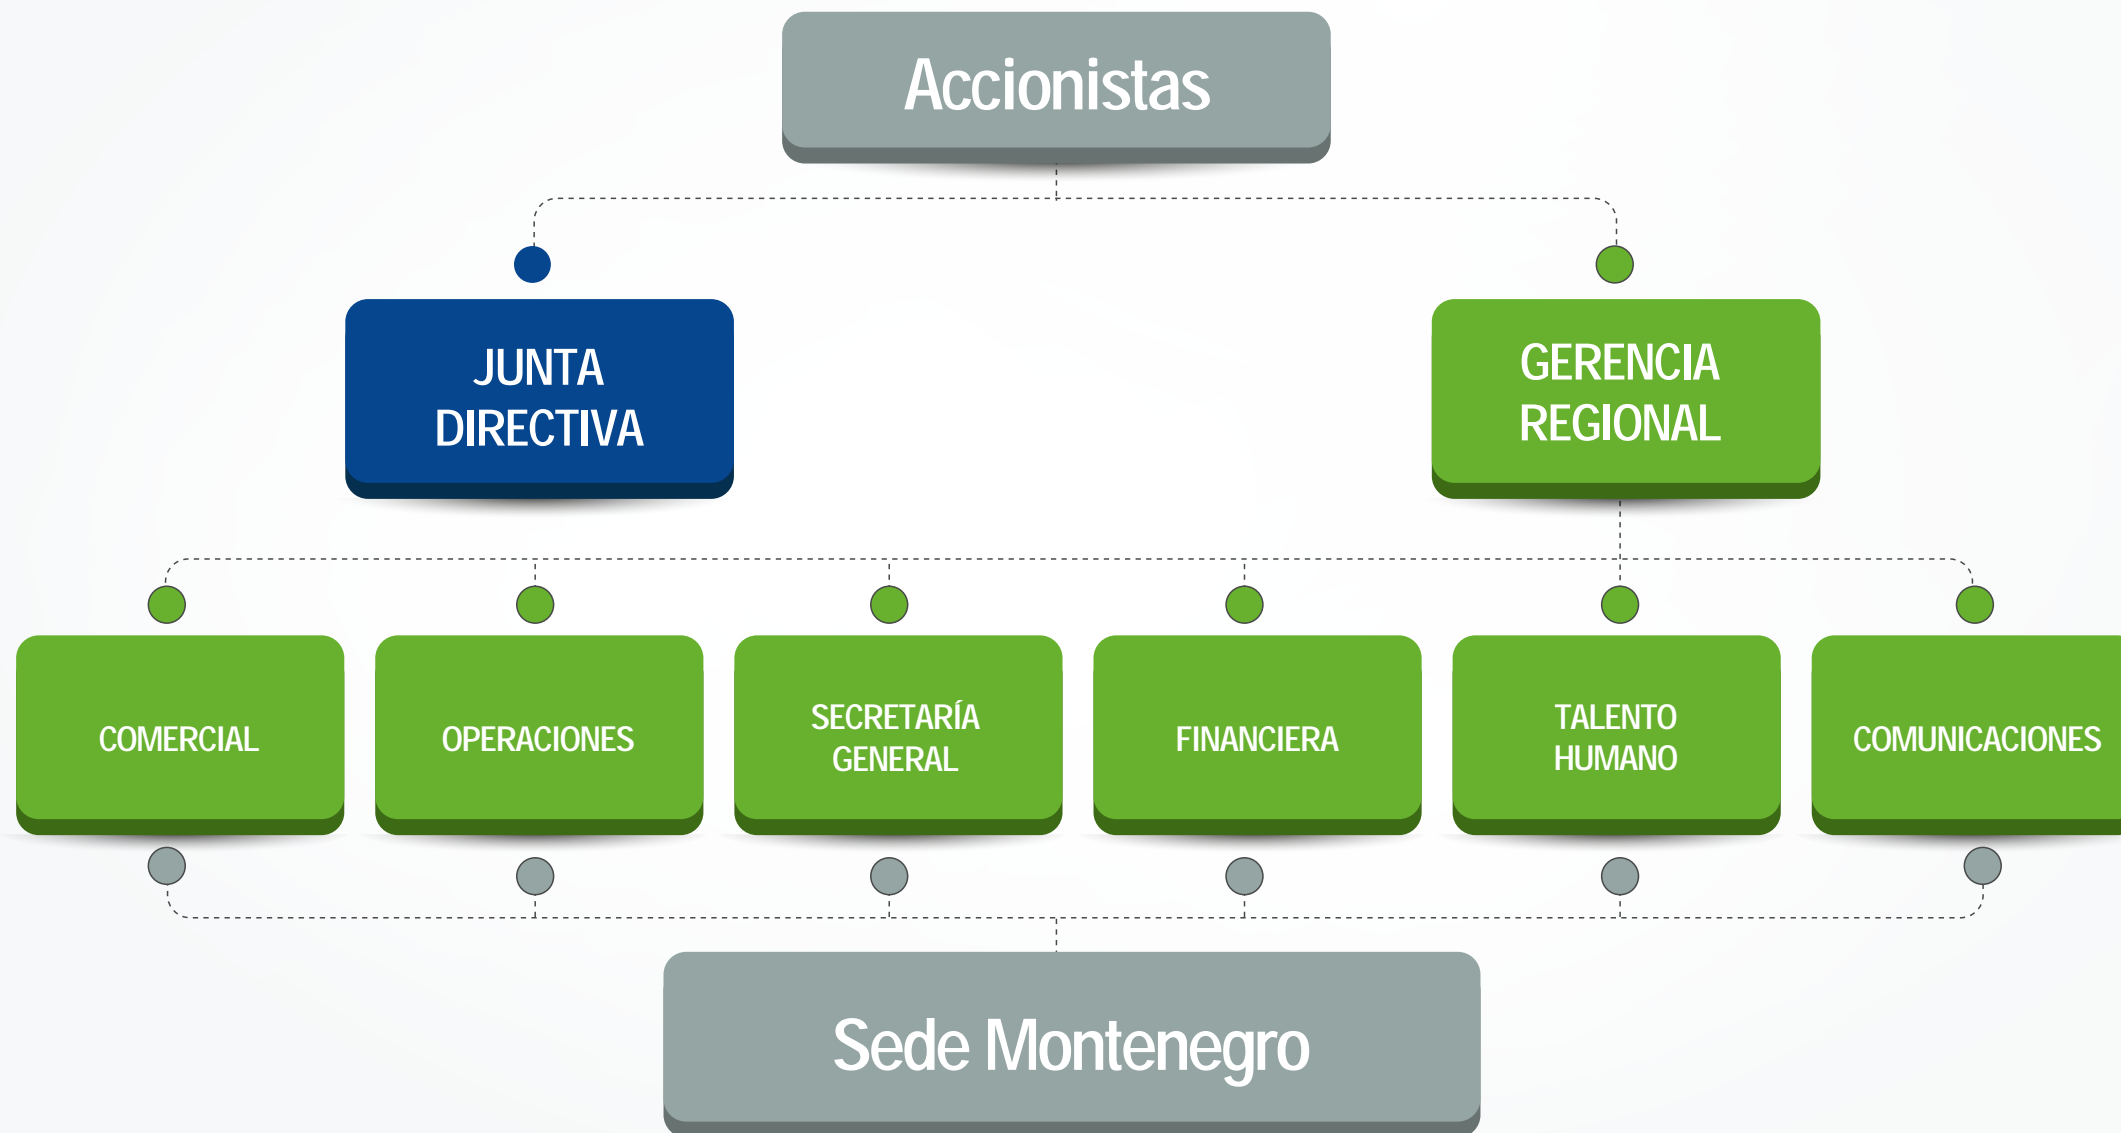 Accionistas
JUNTA
DIRECTIVA
GERENCIA
REGIONAL
COMERCIAL
OPERACIONES
SECRETARÍA
GENERAL
FINANCIERA
TALENTO
HUMANO
COMUNICACIONES
Sede Montenegro